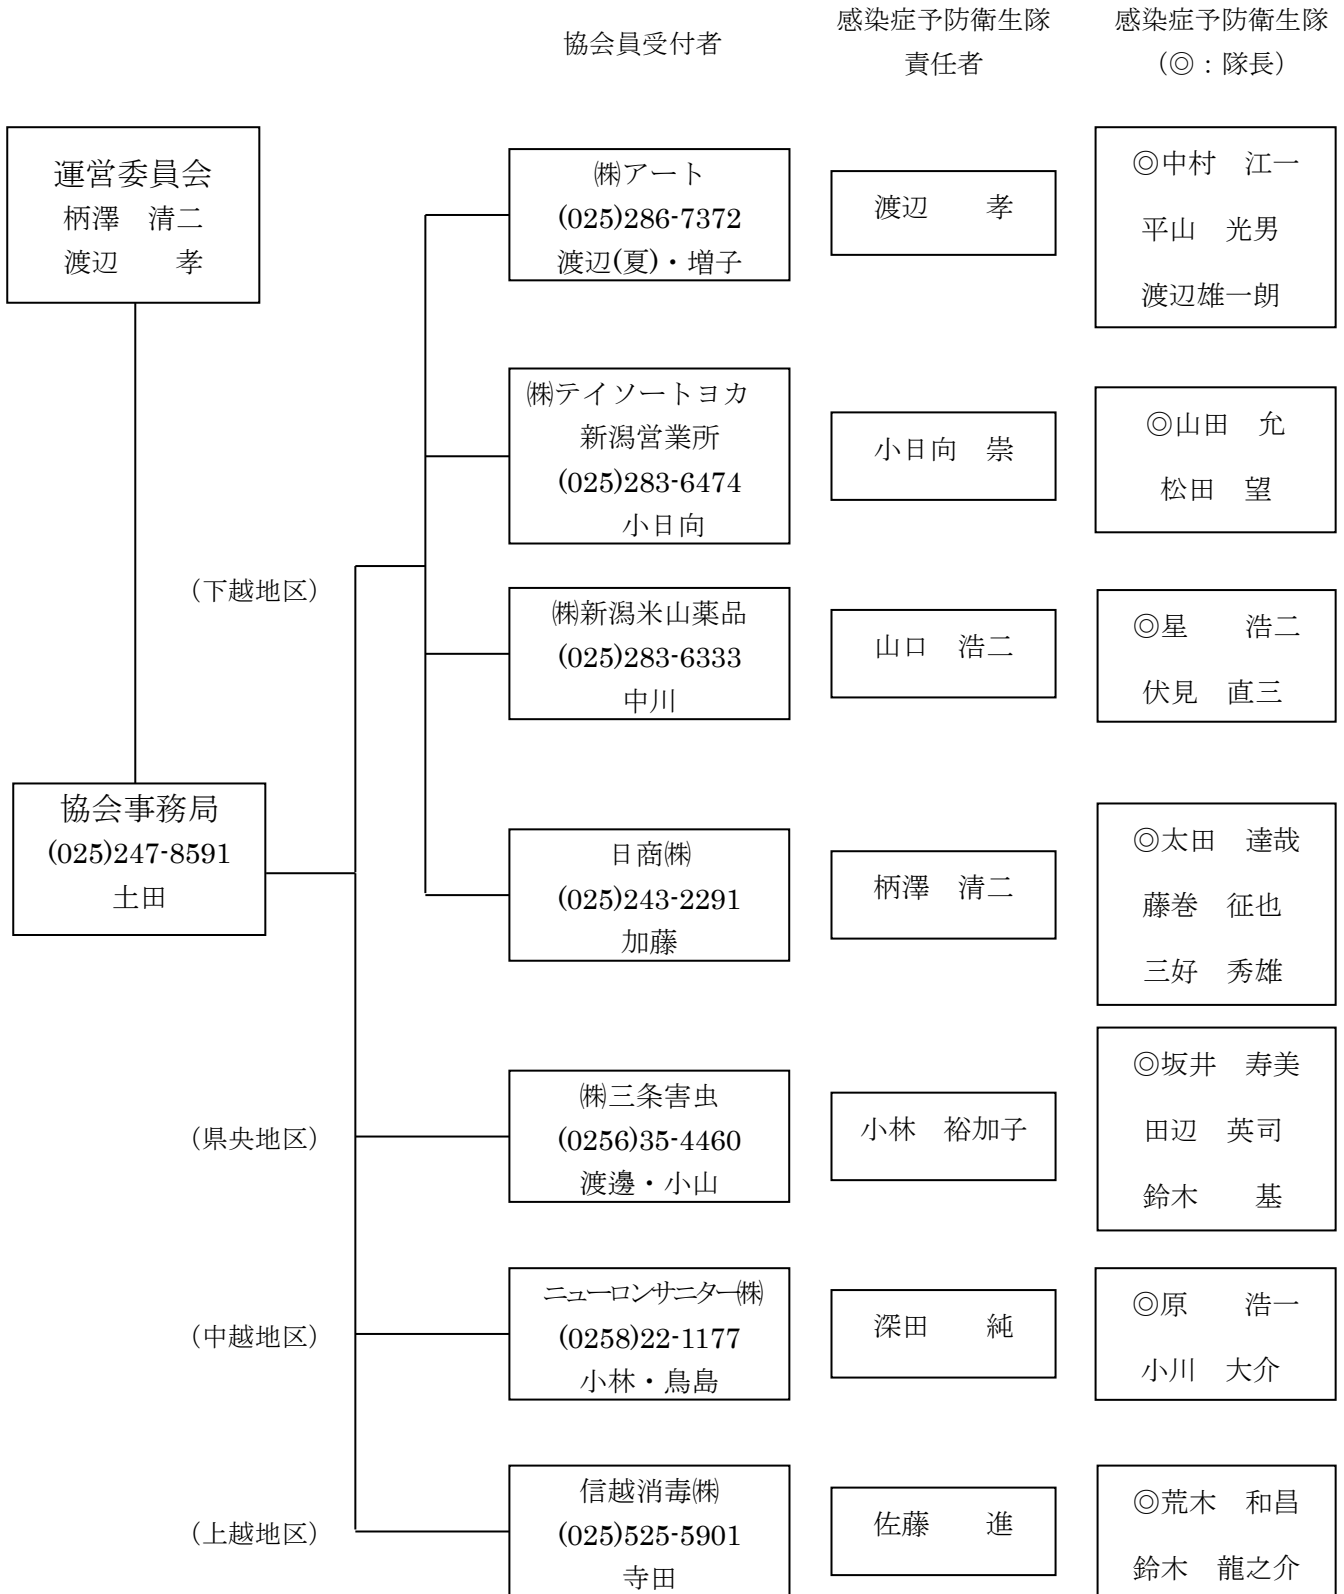 協会員受付者
感染症予防衛生隊
責任者
感染症予防衛生隊
(◎：隊長)
運営委員会
柄澤　清二
渡辺　　孝
㈱アート
(025)286-7372
渡辺(夏)・増子
渡辺　　孝
◎中村　江一
平山　光男
渡辺雄一朗
㈱テイソートヨカ
新潟営業所
(025)283-6474
小日向
小日向　崇
◎山田　允
松田　望
（下越地区）
㈱新潟米山薬品
(025)283-6333
中川
山口　浩二
◎星　　浩二
伏見　直三
協会事務局
(025)247-8591
土田
日商㈱
(025)243-2291
加藤
柄澤　清二
◎太田　達哉
藤巻　征也
三好　秀雄
（県央地区）
㈱三条害虫
(0256)35-4460
渡邊・小山
小林　裕加子
◎坂井　寿美
田辺　英司
鈴木　　基
（中越地区）
ニューロンサニター㈱
(0258)22-1177
小林・鳥島
深田　　純
◎原　　浩一
小川　大介
（上越地区）
信越消毒㈱
(025)525-5901
寺田
佐藤　　進
◎荒木　和昌
鈴木　龍之介